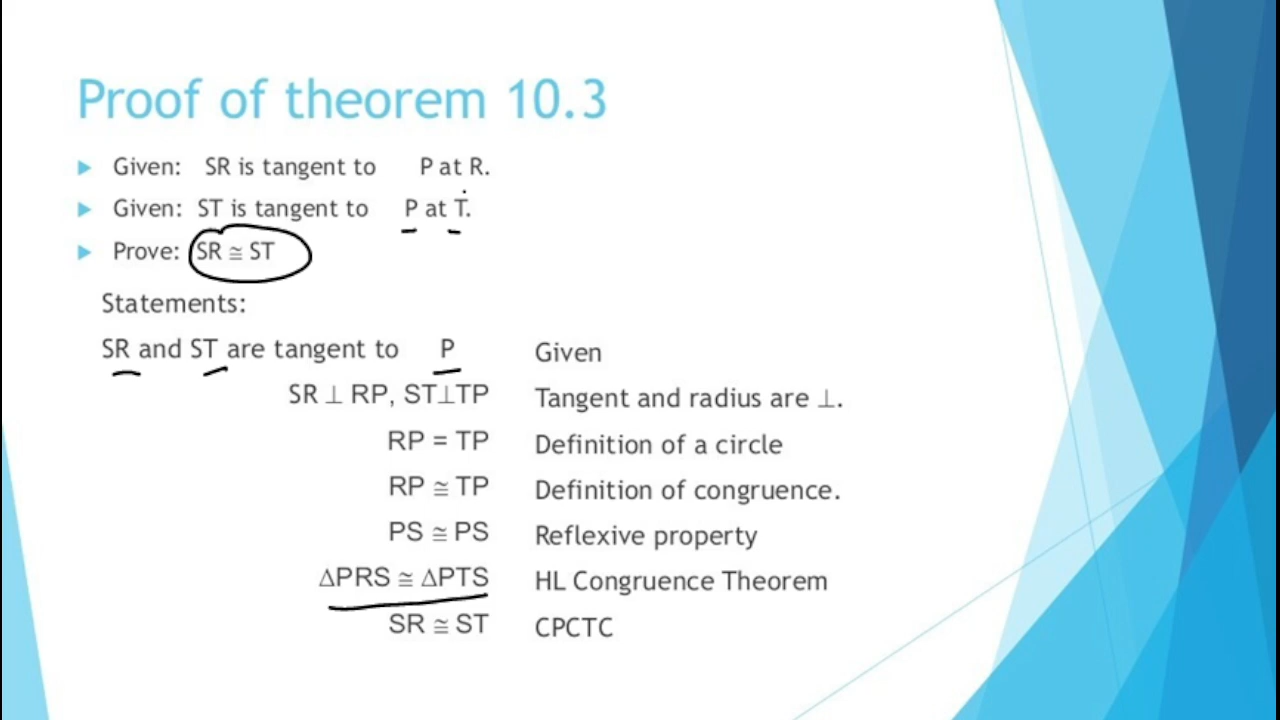 Proof of theorem 10.3
Given: SR is tangent to P at R.
Given: ST is tangent to P at T.
Prove: SR ≅ ST
Statements:
SR and ST are tangent to P Given
SR ⊥ RP, ST⊥TP Tangent and radius are ⊥.
RP = TP Definition of a circle
RP ≅ TP Definition of congruence.
PS ≅ PS Reflexive property
ΔPRS ≅ ΔPTS HL Congruence Theorem
SR ≅ ST CPCTC